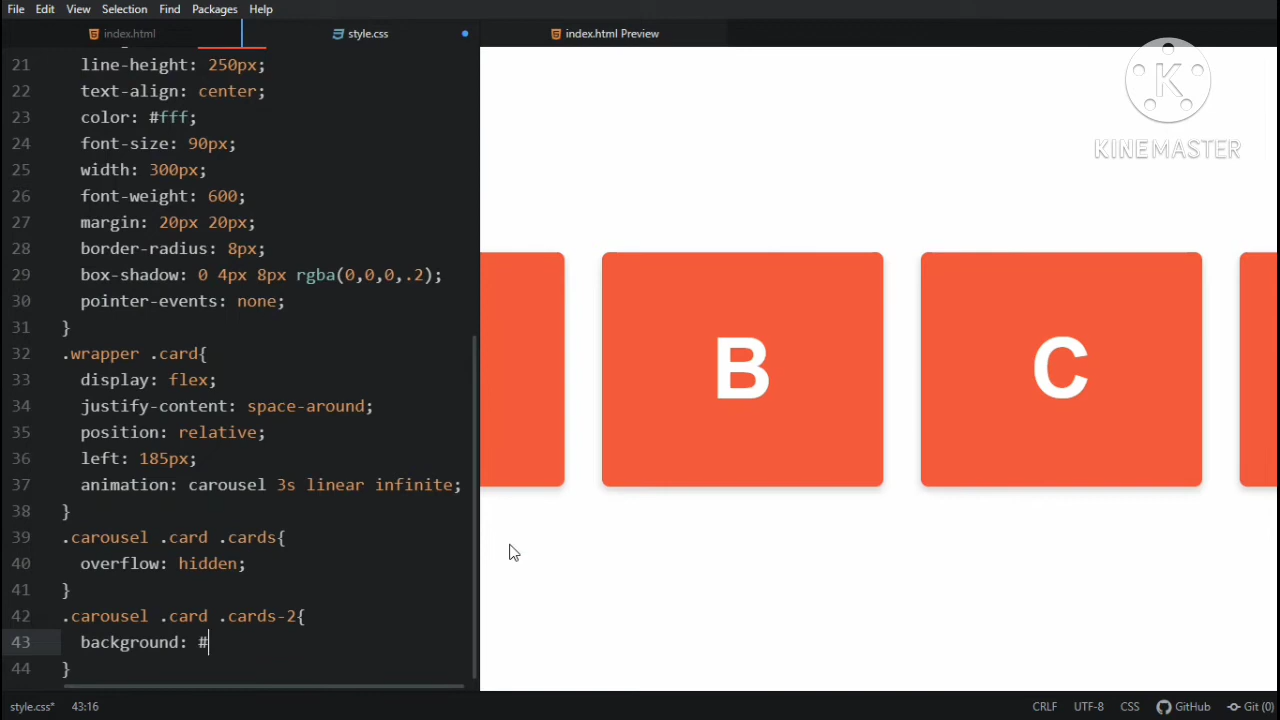 File Edit View Selection Find Packages Help
index.html
style.css
index.html Preview
21 line-height: 250px;
22 text-align: center;
23 color: #fff;
24 font-size: 90px;
25 width: 300px;
26 font-weight: 600;
27 margin: 20px 20px;
28 border-radius: 8px;
29 box-shadow: 0 4px 8px rgba(0,0,0,.2);
30 pointer-events: none;
31 }
32 .wrapper .card{
33 display: flex;
34 justify-content: space-around;
35 position: relative;
36 left: 185px;
37 animation: carousel 3s linear infinite;
38 }
39 .carousel .card .cards{
40 overflow: hidden;
41 }
42 .carousel .card .cards-2{
43 background: #
44 }
K
KINEMASTER
B
C
style.css* 43:16
CRLF UTF-8 CSS GitHub Git (0)